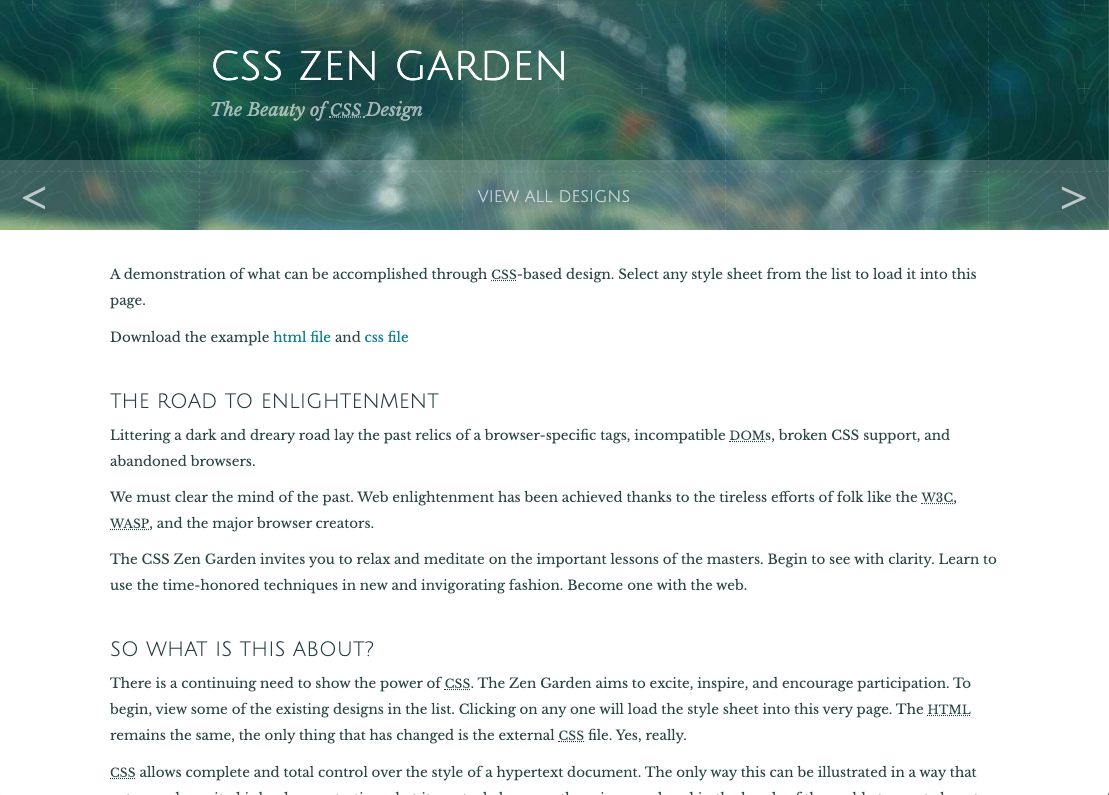 CSS ZEN GARDEN
The Beauty of CSS Design
< VIEW ALL DESIGNS >
A demonstration of what can be accomplished through CSS-based design. Select any style sheet from the list to load it into this
page.
Download the example html file and css file
THE ROAD TO ENLIGHTENMENT
Littering a dark and dreary road lay the past relics of a browser-specific tags, incompatible DOMs, broken CSS support, and
abandoned browsers.
We must clear the mind of the past. Web enlightenment has been achieved thanks to the tireless efforts of folk like the W3C,
WASP, and the major browser creators.
The CSS Zen Garden invites you to relax and meditate on the important lessons of the masters. Begin to see with clarity. Learn to
use the time-honored techniques in new and invigorating fashion. Become one with the web.
SO WHAT IS THIS ABOUT?
There is a continuing need to show the power of CSS. The Zen Garden aims to excite, inspire, and encourage participation. To
begin, view some of the existing designs in the list. Clicking on any one will load the style sheet into this very page. The HTML
remains the same, the only thing that has changed is the external CSS file. Yes, really.
CSS allows complete and total control over the style of a hypertext document. The only way this can be illustrated in a way that